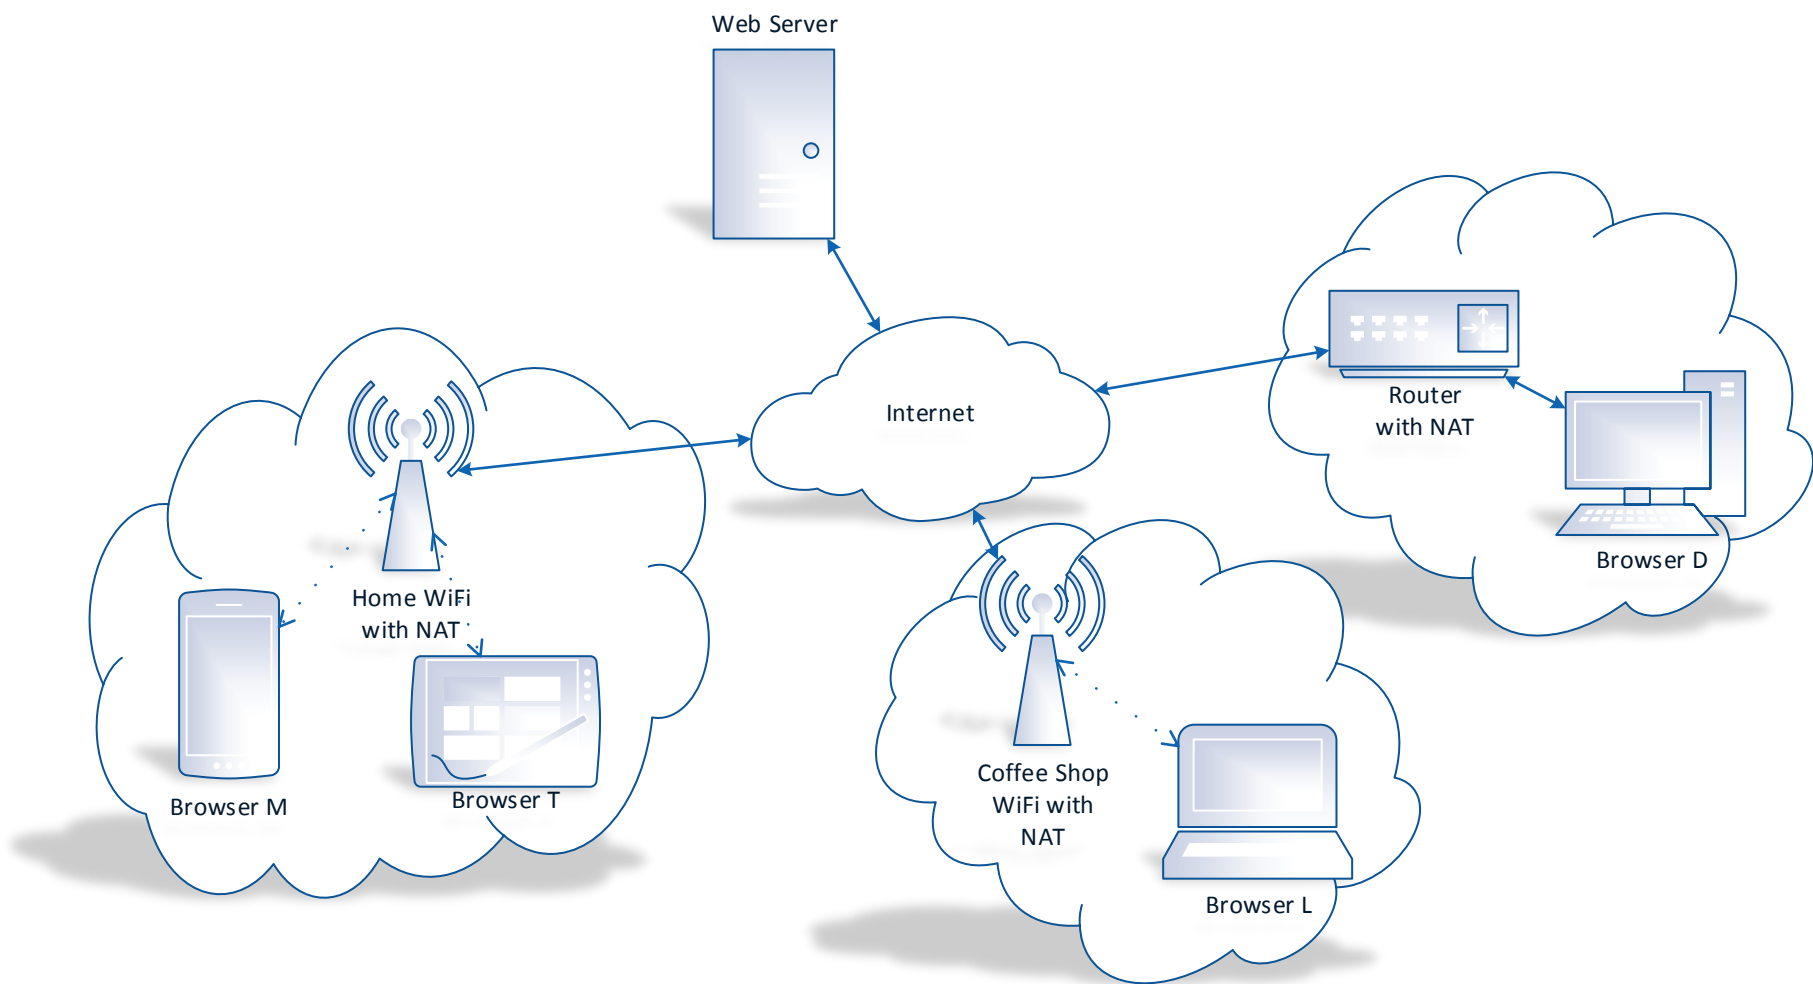 Web Server
Internet
Router
with NAT
Browser D
Home WiFi
with NAT
Browser M
Browser T
Coffee Shop
WiFi with
NAT
Browser L